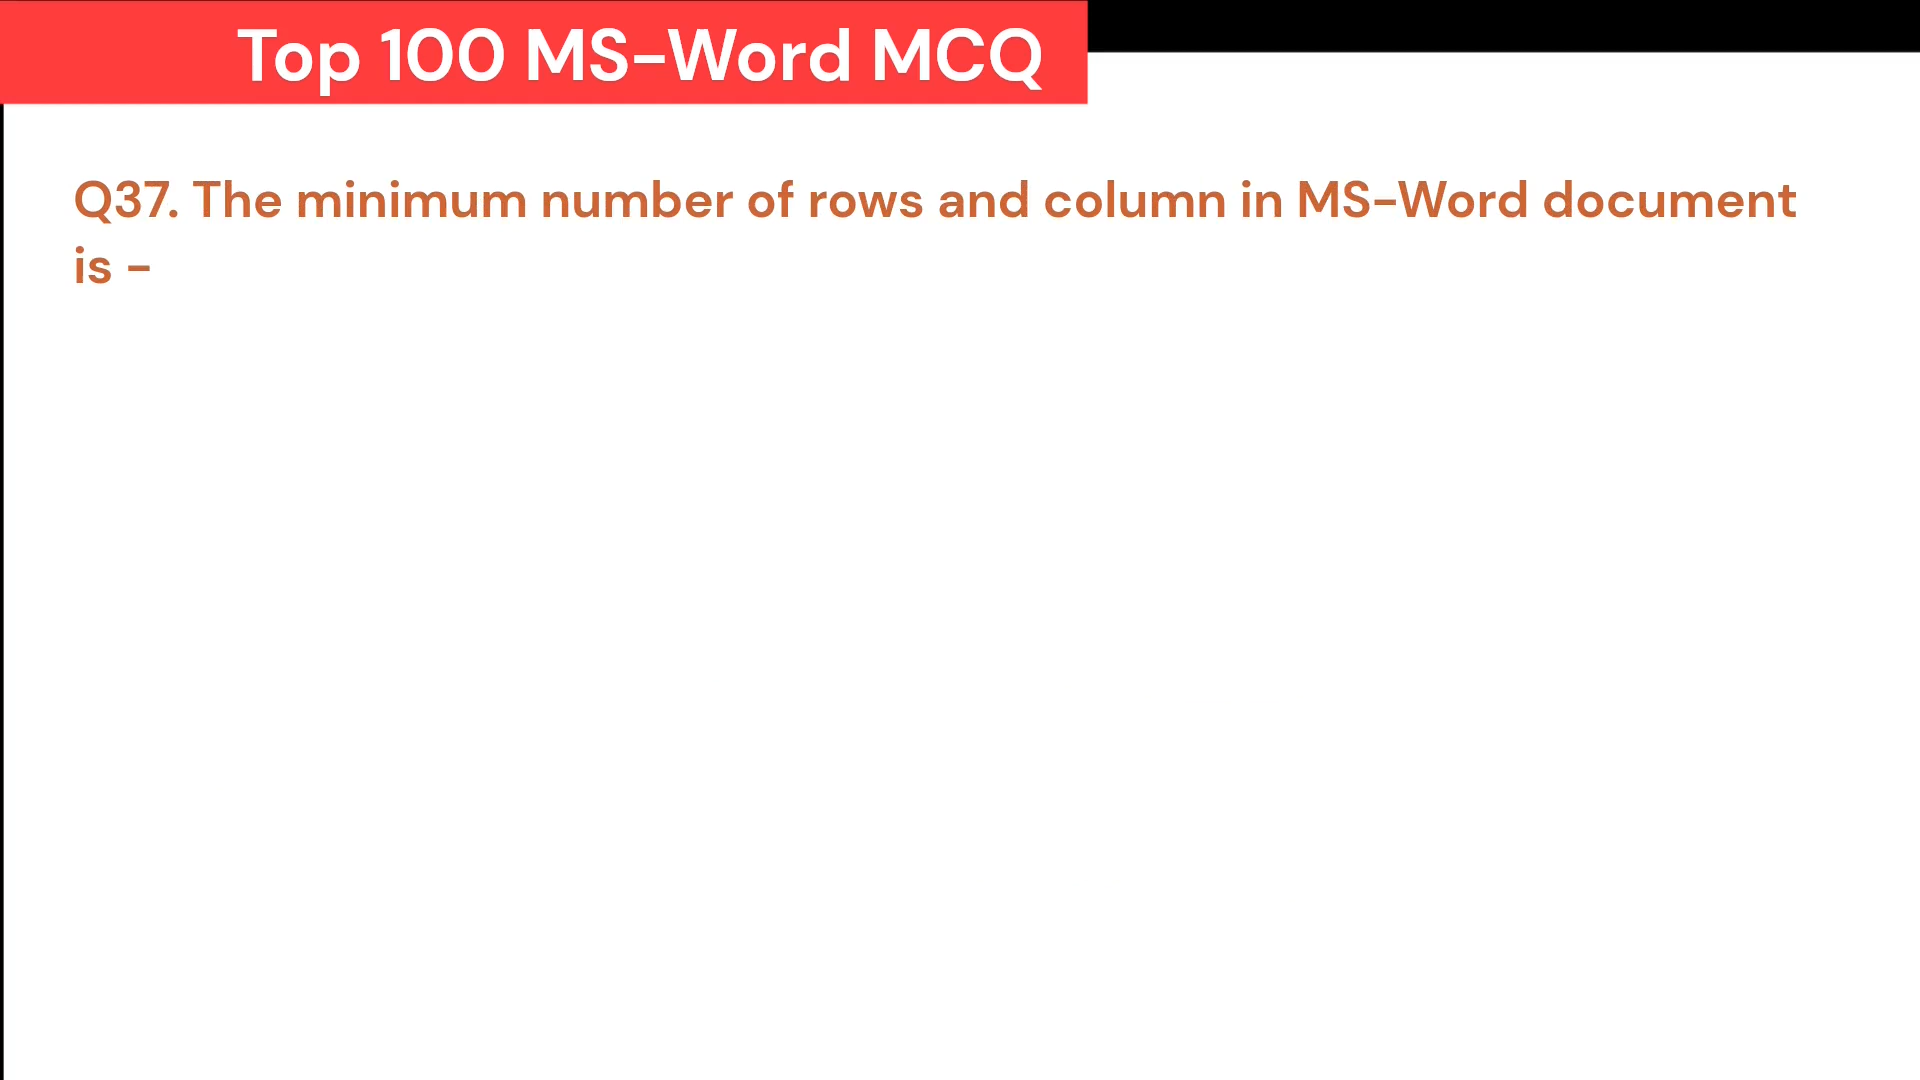 Top 100 MS-Word MCQ
Q37. The minimum number of rows and column in MS-Word document
is -